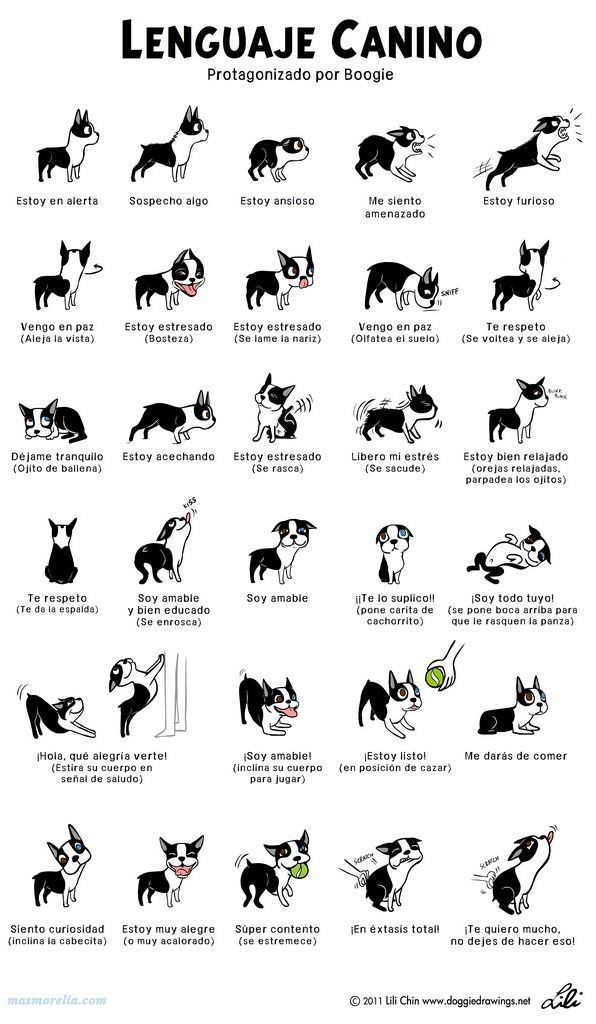 LENGUAJE CANINO
Protagonizado por Boogie
Estoy en alerta
Sospecho algo
Estoy ansioso
Me siento
amenazado
Estoy furioso
SNIFF
Vengo en paz
(Aleja la vista)
Estoy estresado
(Bosteza)
Estoy estresado
(Se lame la nariz)
Vengo en paz
(Olfatea el suelo)
Te respeto
(Se voltea y se aleja)
BLINK
BLINK
Déjame tranquilo
(Ojito de ballena)
Estoy acechando
Estoy estresado
(Se rasca)
Libero mi estrés
(Se sacude)
Estoy bien relajado
(orejas relajadas,
parpadea los ojitos)
KISS
Te respeto
(Te da la espalda)
Soy amable
y bien educado
(Se enrosca)
Soy amable
¡¡Te lo suplico!!
(pone carita de
cachorrito)
¡Soy todo tuyo!
(se pone boca arriba para
que le rasquen la panza)
¡Hola, qué alegría verte!
(Estira su cuerpo en
señal de saludo)
¡Soy amable!
(inclina su cuerpo
para jugar)
¡Estoy listo!
(en posición de cazar)
Me darás de comer
SCRATCH
SCRATCH
Siento curiosidad
(inclina la cabecita)
Estoy muy alegre
(o muy acalorado)
Súper contento
(se estremece)
¡En éxtasis total!
¡Te quiero mucho,
no dejes de hacer eso!
masmorelia.com
© 2011 Lili Chin www.doggiedrawings.net
Lili